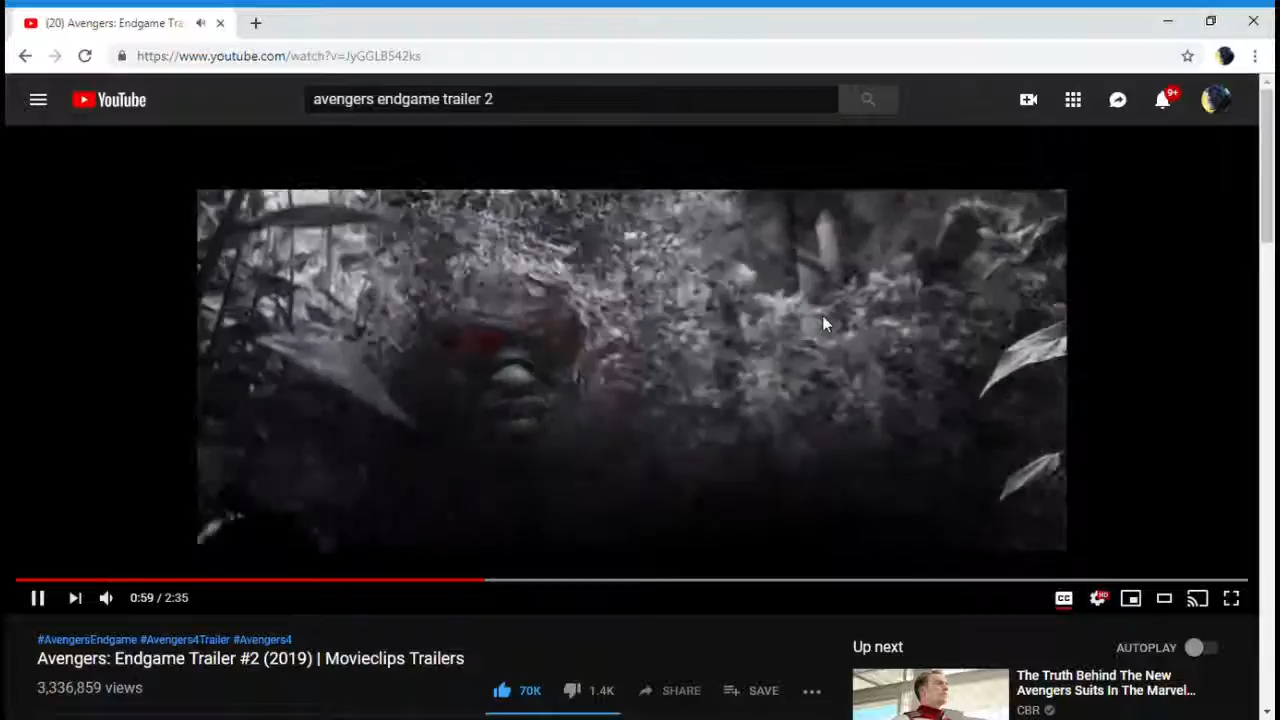 (20) Avengers: Endgame Tra
https://www.youtube.com/watch?v=JyGGLB542ks
YouTube
avengers endgame trailer 2
9+
0:59 / 2:35
CC
HD
#AvengersEndgame #Avengers4Trailer #Avengers4
Avengers: Endgame Trailer #2 (2019) | Movieclips Trailers
3,336,859 views
70K
1.4K
SHARE
SAVE
Up next
AUTOPLAY
The Truth Behind The New
Avengers Suits In The Marvel...
CBR